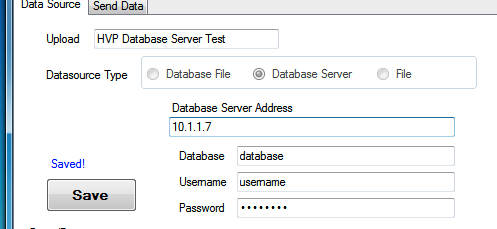 Data Source Send Data
Upload HVP Database Server Test
Datasource Type Database File Database Server File
Database Server Address
10.1.1.7
Database database
Saved!
Username username
Save
Password ••••••••